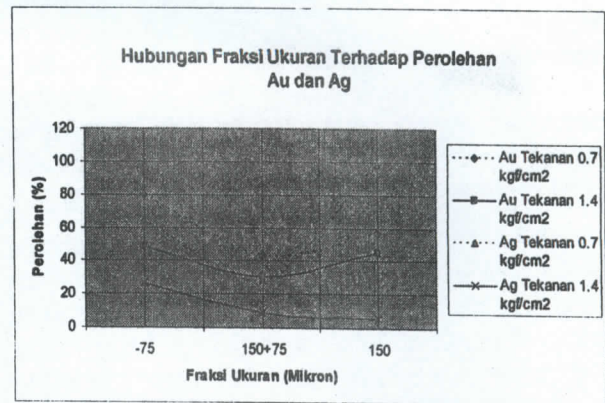 Hubungan Fraksi Ukuran Terhadap Perolehan
Au dan Ag
120
100
80
60
40
20
0
Perolehan (%)
-75
150+75
150
Fraksi Ukuran (Mikron)
Au Tekanan 0.7
kgf/cm2
Au Tekanan 1.4
kgf/cm2
Ag Tekanan 0.7
kgf/cm2
Ag Tekanan 1.4
kgf/cm2